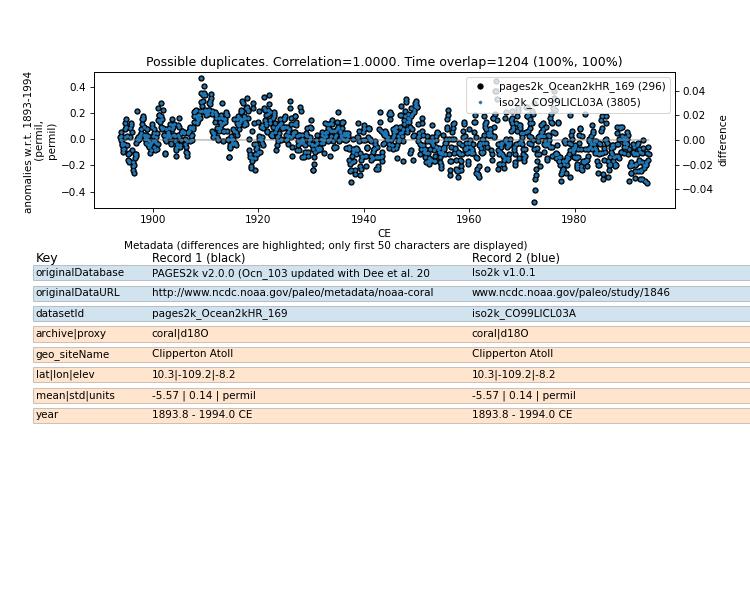 Possible duplicates. Correlation=1.0000. Time overlap=1204 (100%, 100%)
anomalies w.r.t. 1893-1994
(permil,
permil)
0.4
0.2
0.0
−0.2
−0.4
pages2k_Ocean2kHR_169 (296)
iso2k_CO99LICL03A (3805)
0.04
0.02
0.00
−0.02
−0.04
difference
1900 1920 1940 1960 1980
CE
Metadata (differences are highlighted; only first 50 characters are displayed)
Key Record 1 (black) Record 2 (blue)
originalDatabase PAGES2k v2.0.0 (Ocn_103 updated with Dee et al. 20 Iso2k v1.0.1
originalDataURL http://www.ncdc.noaa.gov/paleo/metadata/noaa-coral www.ncdc.noaa.gov/paleo/study/1846
datasetId pages2k_Ocean2kHR_169 iso2k_CO99LICL03A
archive|proxy coral|d18O coral|d18O
geo_siteName Clipperton Atoll Clipperton Atoll
lat|lon|elev 10.3|-109.2|-8.2 10.3|-109.2|-8.2
mean|std|units -5.57 | 0.14 | permil -5.57 | 0.14 | permil
year 1893.8 - 1994.0 CE 1893.8 - 1994.0 CE